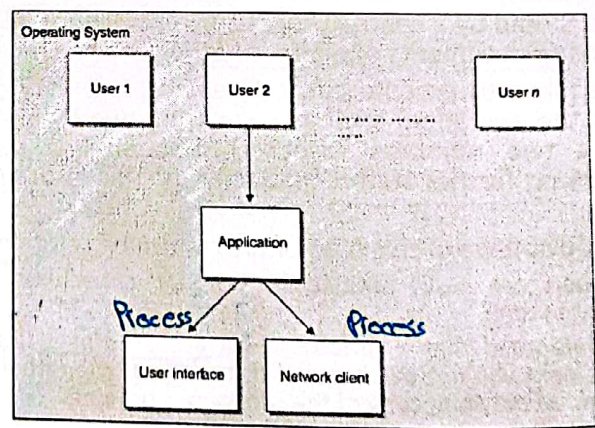 Operating System
User 1
User 2
User n
Application
Process
Process
User interface
Network client